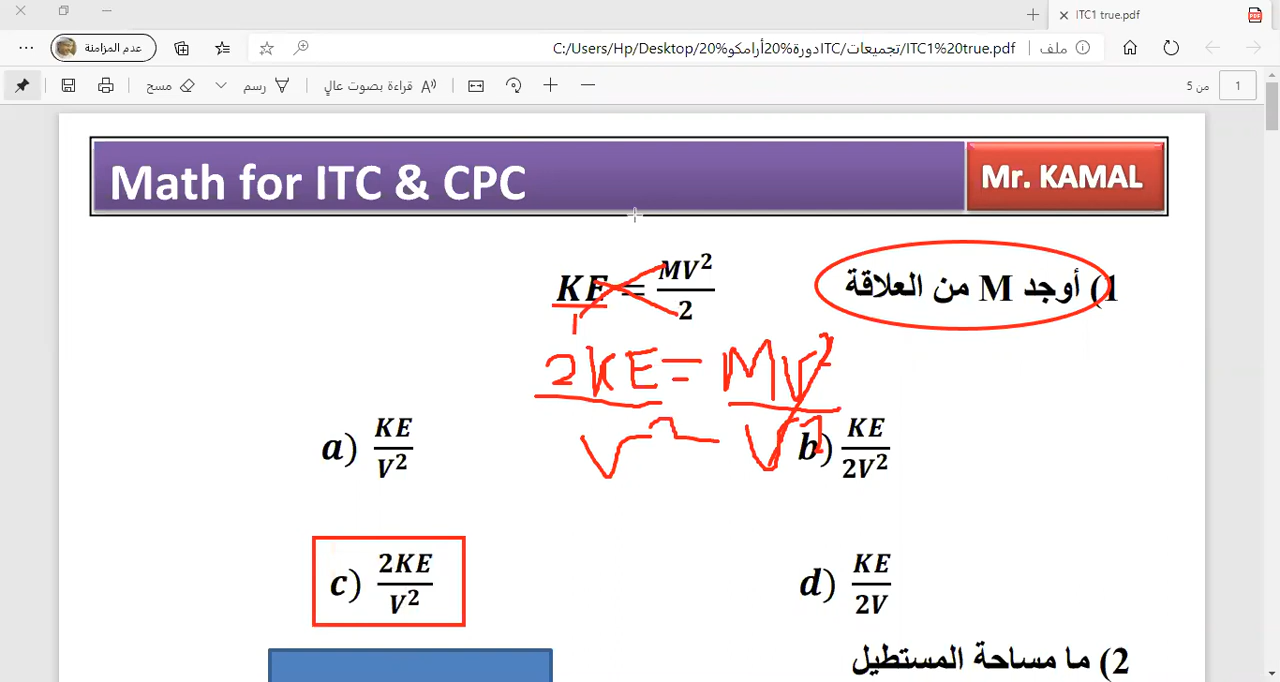 ITC1 true.pdf
عدم المزامنة
C:/Users/Hp/Desktop/دورة%20أرامكو%20ITC/تجميعات/ITC1%20true.pdf
ملف
مسح
رسم
قراءة بصوت عالٍ
1
من 5
Math for ITC & CPC
Mr. KAMAL
1) أوجد M من العلاقة
KE = MV²/2
1
2KE = MV²
V² V²
a) KE/V²
b) KE/2V²
c) 2KE/V²
d) KE/2V
2) ما مساحة المستطيل